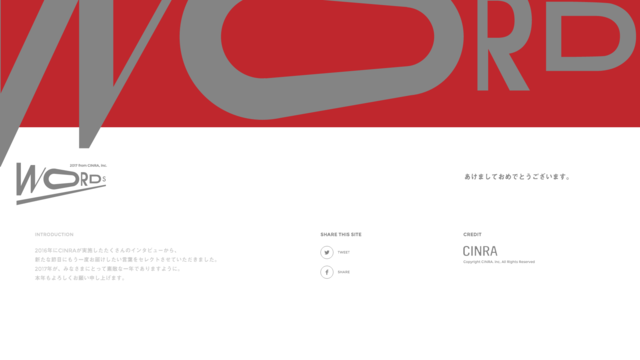 WORDS
2017 from CINRA, Inc.
WORDS
あけましておめでとうございます。
INTRODUCTION
2016年にCINRAが実施したたくさんのインタビューから、
新たな節目にもう一度お届けしたい言葉をセレクトさせていただきました。
2017年が、みなさまにとって素敵な一年でありますように。
本年もよろしくお願い申し上げます。
SHARE THIS SITE
TWEET
SHARE
CREDIT
CINRA
Copyright CINRA, Inc. All Rights Reserved.